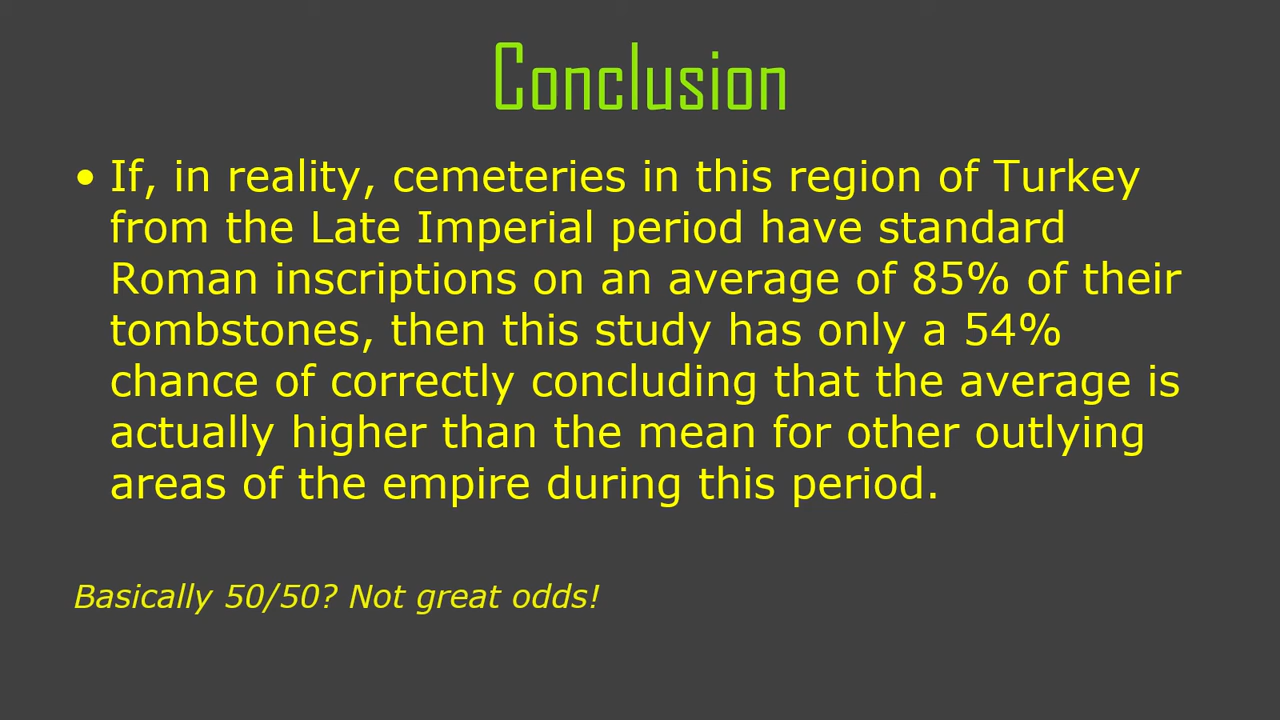 Conclusion
• If, in reality, cemeteries in this region of Turkey
from the Late Imperial period have standard
Roman inscriptions on an average of 85% of their
tombstones, then this study has only a 54%
chance of correctly concluding that the average is
actually higher than the mean for other outlying
areas of the empire during this period.
Basically 50/50? Not great odds!